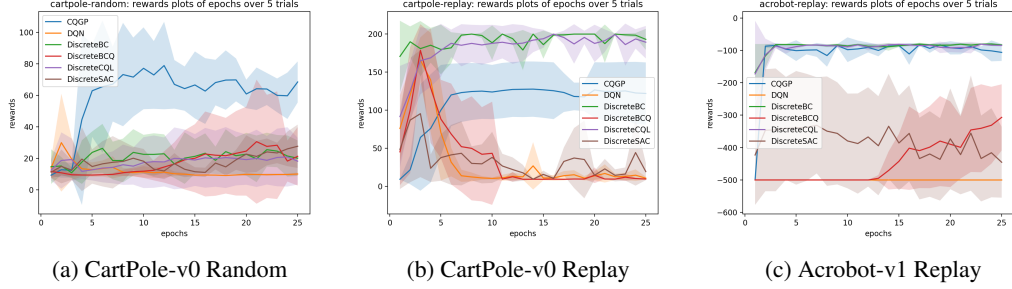 cartpole-random: rewards plots of epochs over 5 trials
CQGP
DQN
DiscreteBC
DiscreteBCQ
DiscreteCQL
DiscreteSAC
100
80
60
40
20
0
rewards
0 5 10 15 20 25
epochs
(a) CartPole-v0 Random
cartpole-replay: rewards plots of epochs over 5 trials
200
150
100
50
0
rewards
CQGP
DQN
DiscreteBC
DiscreteBCQ
DiscreteCQL
DiscreteSAC
0 5 10 15 20 25
epochs
(b) CartPole-v0 Replay
acrobot-replay: rewards plots of epochs over 5 trials
0
−100
−200
−300
−400
−500
−600
rewards
CQGP
DQN
DiscreteBC
DiscreteBCQ
DiscreteCQL
DiscreteSAC
0 5 10 15 20 25
epochs
(c) Acrobot-v1 Replay